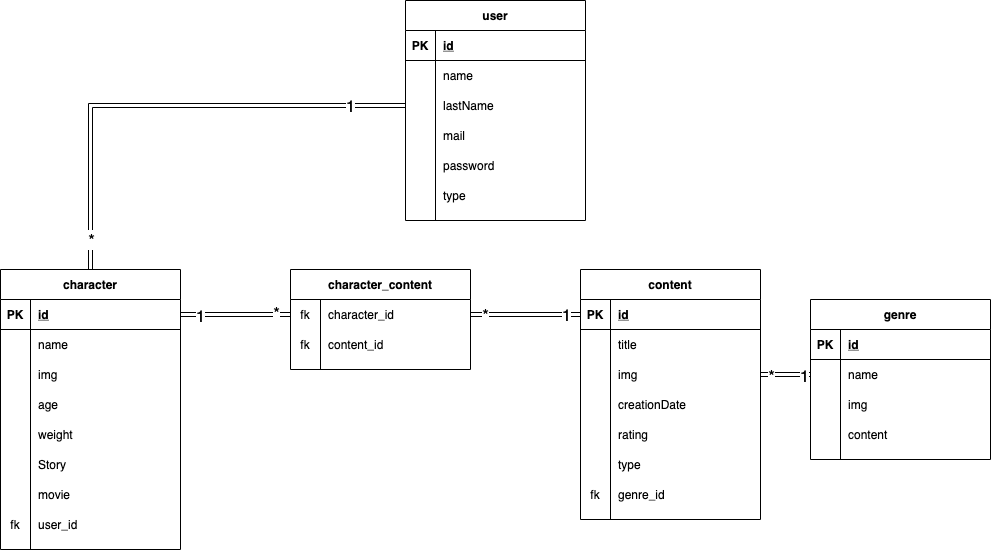 user
PK id
name
lastName
mail
password
type
1
*
character
PK id
name
img
age
weight
Story
movie
fk user_id
1
*
character_content
fk character_id
fk content_id
*
1
content
PK id
title
img
creationDate
rating
type
fk genre_id
*
1
genre
PK id
name
img
content